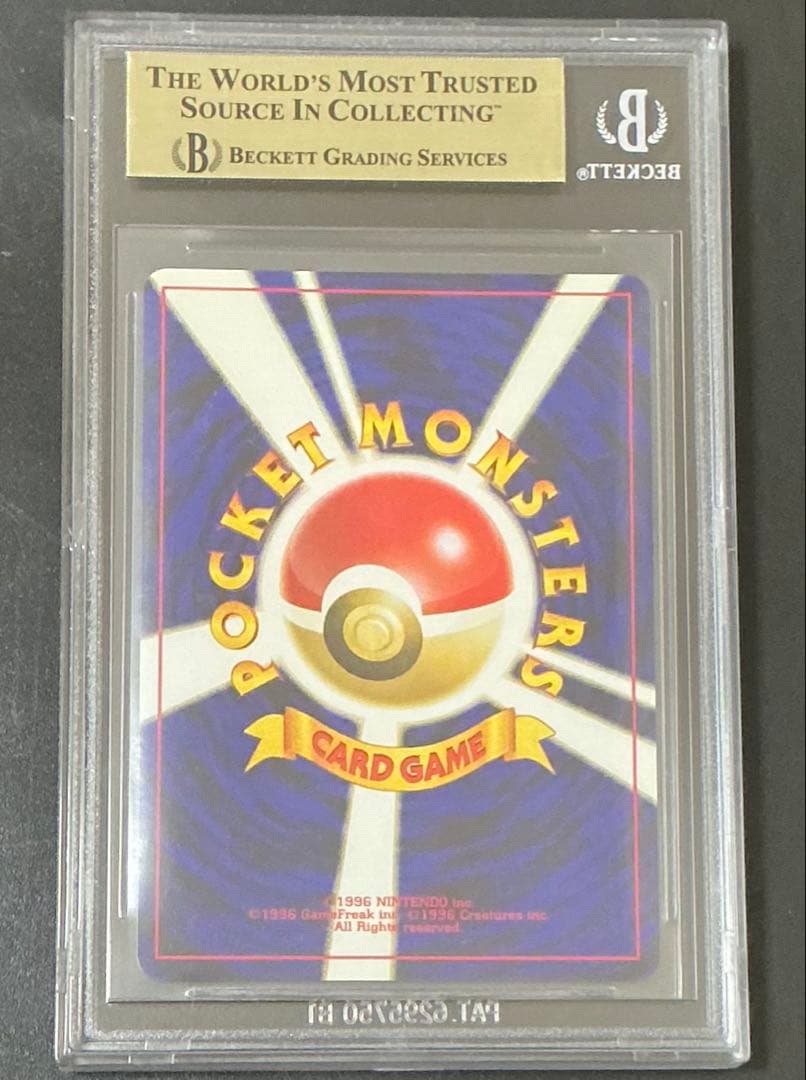 THE WORLD'S MOST TRUSTED
SOURCE IN COLLECTING™
B BECKETT GRADING SERVICES
B
BECKETT®
POCKET MONSTERS
CARD GAME
©1996 NINTENDO inc.
©1996 GameFreak inc. ©1996 Creatures inc.
All Rights reserved.
PAT. 6295750 B1